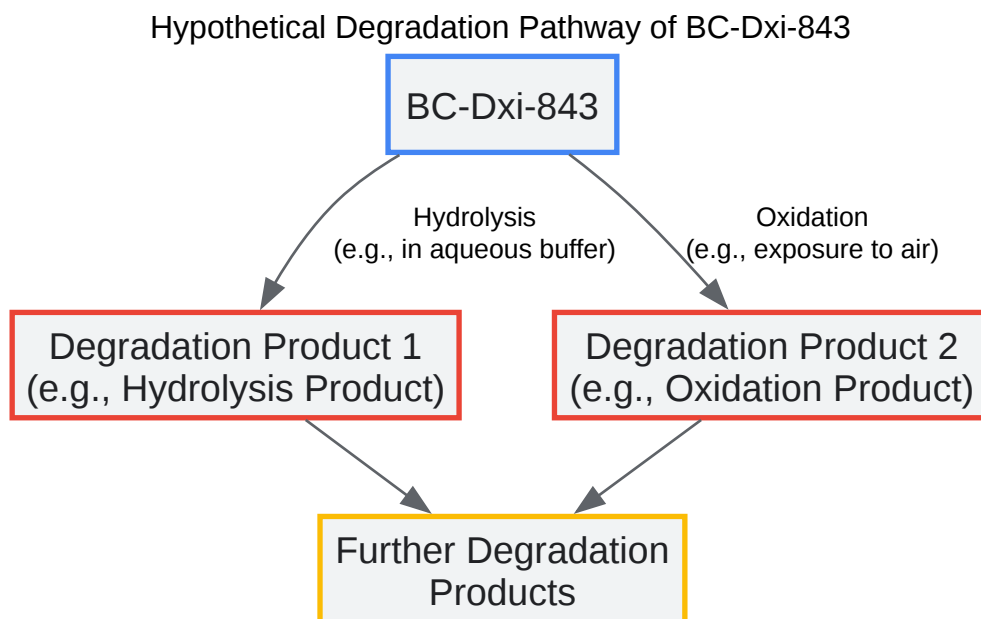 Hypothetical Degradation Pathway of BC-Dxi-843
BC-Dxi-843
Hydrolysis
(e.g., in aqueous buffer)
Oxidation
(e.g., exposure to air)
Degradation Product 1
(e.g., Hydrolysis Product)
Degradation Product 2
(e.g., Oxidation Product)
Further Degradation
Products